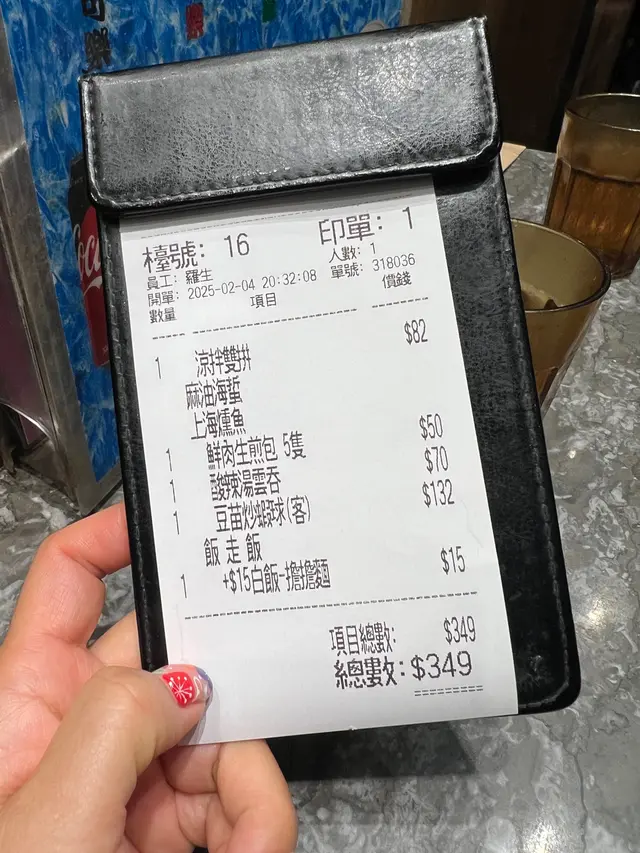 可樂
檯號: 16 印單: 1
員工: 羅生 人數: 1
開單: 2025-02-04 20:32:08 單號: 318036
數量 項目 價錢
1 涼拌雙拼 $82
麻油海蜇
上海燻魚
1 鮮肉生煎包 5隻 $50
1 酸辣湯雲吞 $70
1 豆苗炒蝦球(客) $132
飯 走 飯
1 +$15白飯-擔擔麵 $15
項目總數: $349
總數: $349